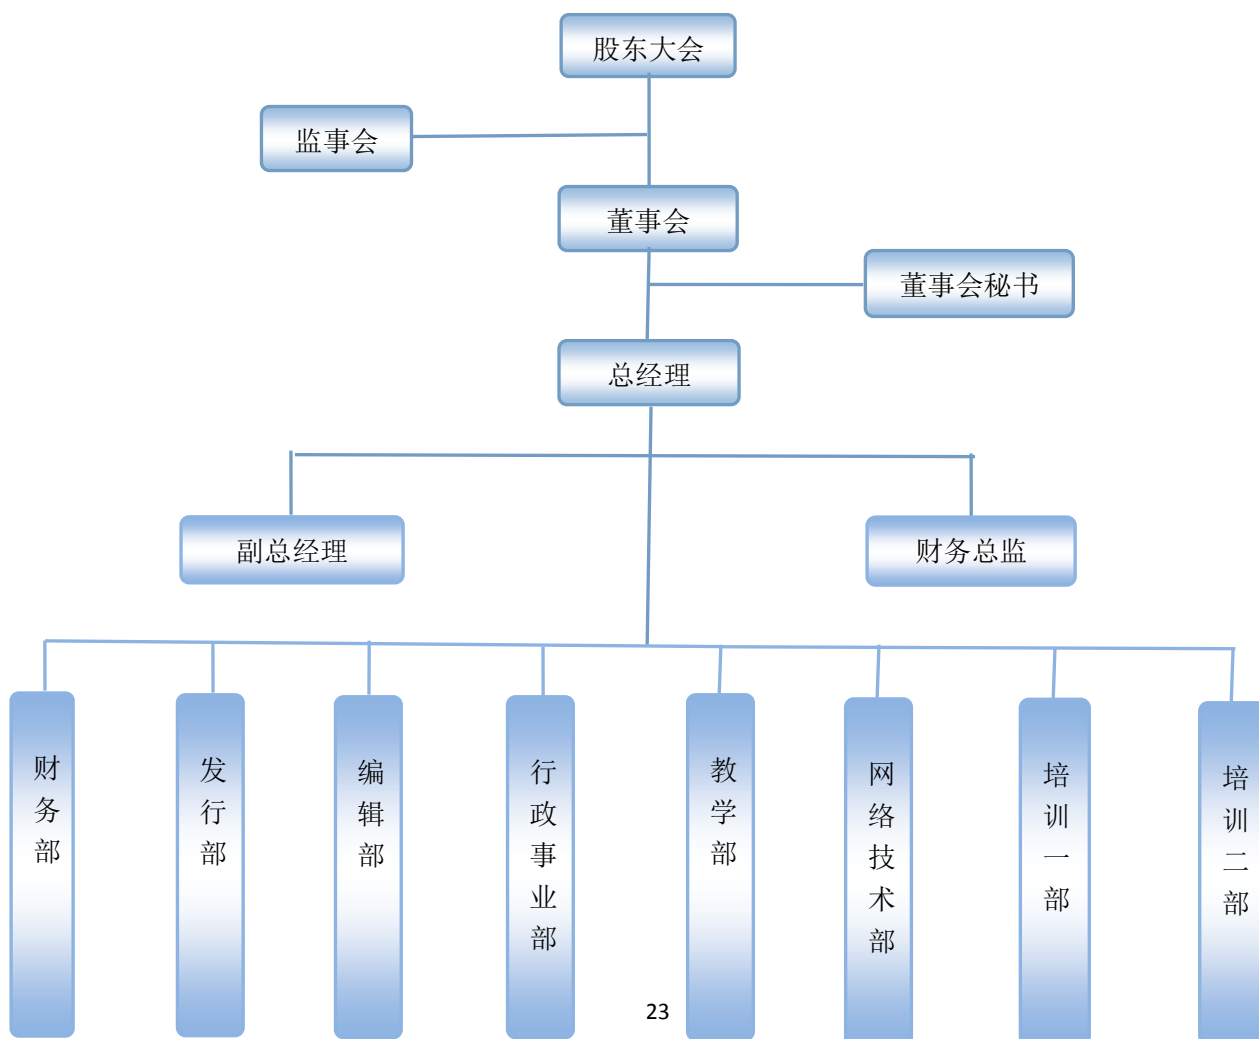 股东大会
监事会
董事会
董事会秘书
总经理
副总经理
财务总监
财务部
发行部
编辑部
行政事业部
教学部
网络技术部
培训一部
培训二部
23